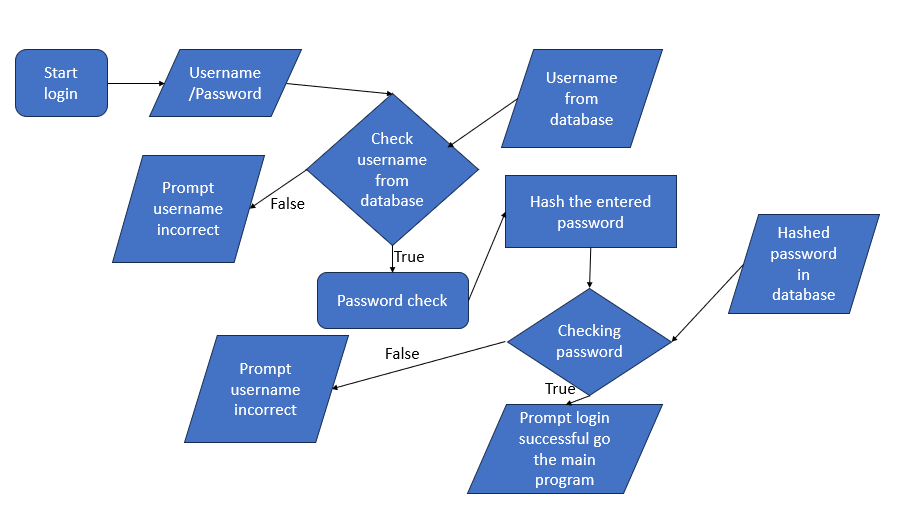 Start
login
Username
/Password
Username
from
database
Check
username
from
database
Prompt
username
incorrect
False
True
Hash the entered
password
Hashed
password
in
database
Password check
Checking
password
False
Prompt
username
incorrect
True
Prompt login
successful go
the main
program